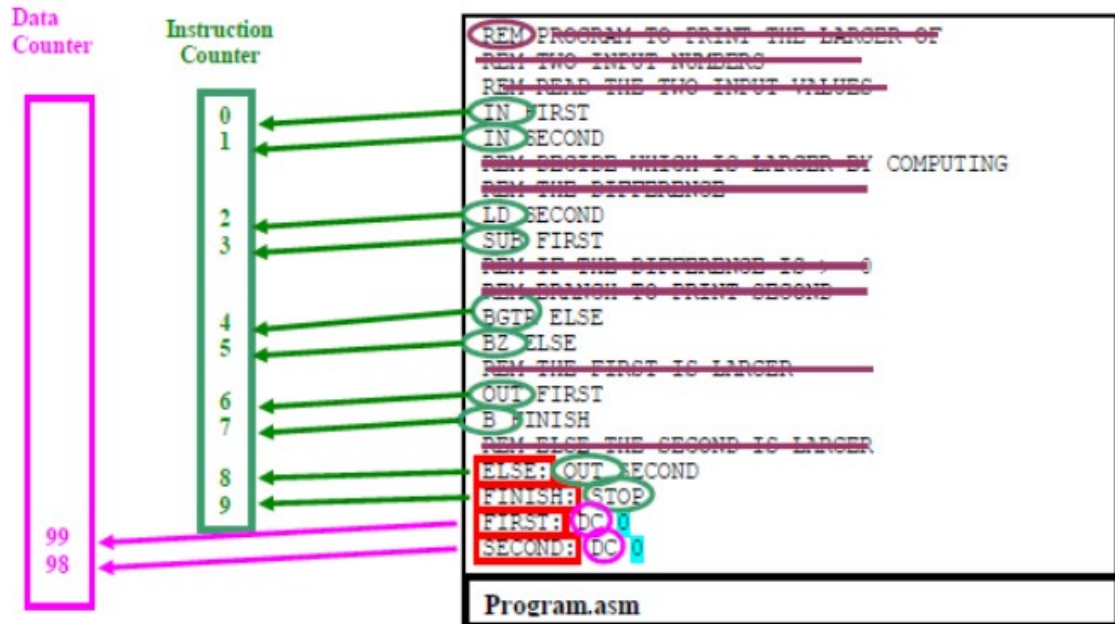 Data
Counter
Instruction
Counter
0
1
2
3
4
5
6
7
8
9
99
98
REM PROGRAM TO PRINT THE LARGER OF
REM TWO INPUT NUMBERS
REM READ THE TWO INPUT VALUES
IN FIRST
IN SECOND
REM DECIDE WHICH IS LARGER BY COMPUTING
REM THE DIFFERENCE
LD SECOND
SUB FIRST
REM IF THE DIFFERENCE IS > 0
REM BRANCH TO PRINT SECOND
BGTR ELSE
BZ ELSE
REM THE FIRST IS LARGER
OUT FIRST
B FINISH
REM ELSE THE SECOND IS LARGER
ELSE: OUT SECOND
FINISH: STOP
FIRST: DC 0
SECOND: DC 0
Program.asm